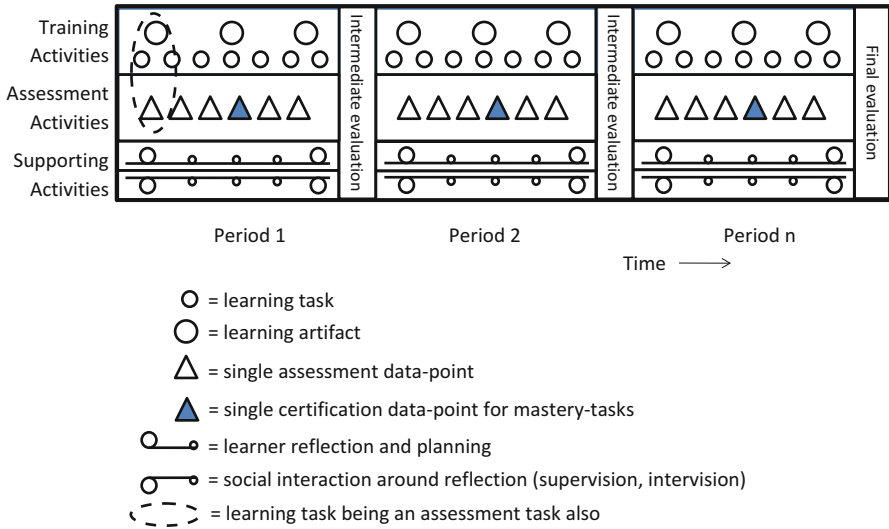 Training
Activities
Assessment
Activities
Supporting
Activities
Intermediate evaluation
Intermediate evaluation
Final evaluation
Period 1
Period 2
Period n
Time
= learning task
= learning artifact
= single assessment data-point
= single certification data-point for mastery-tasks
= learner reflection and planning
= social interaction around reflection (supervision, intervision)
= learning task being an assessment task also